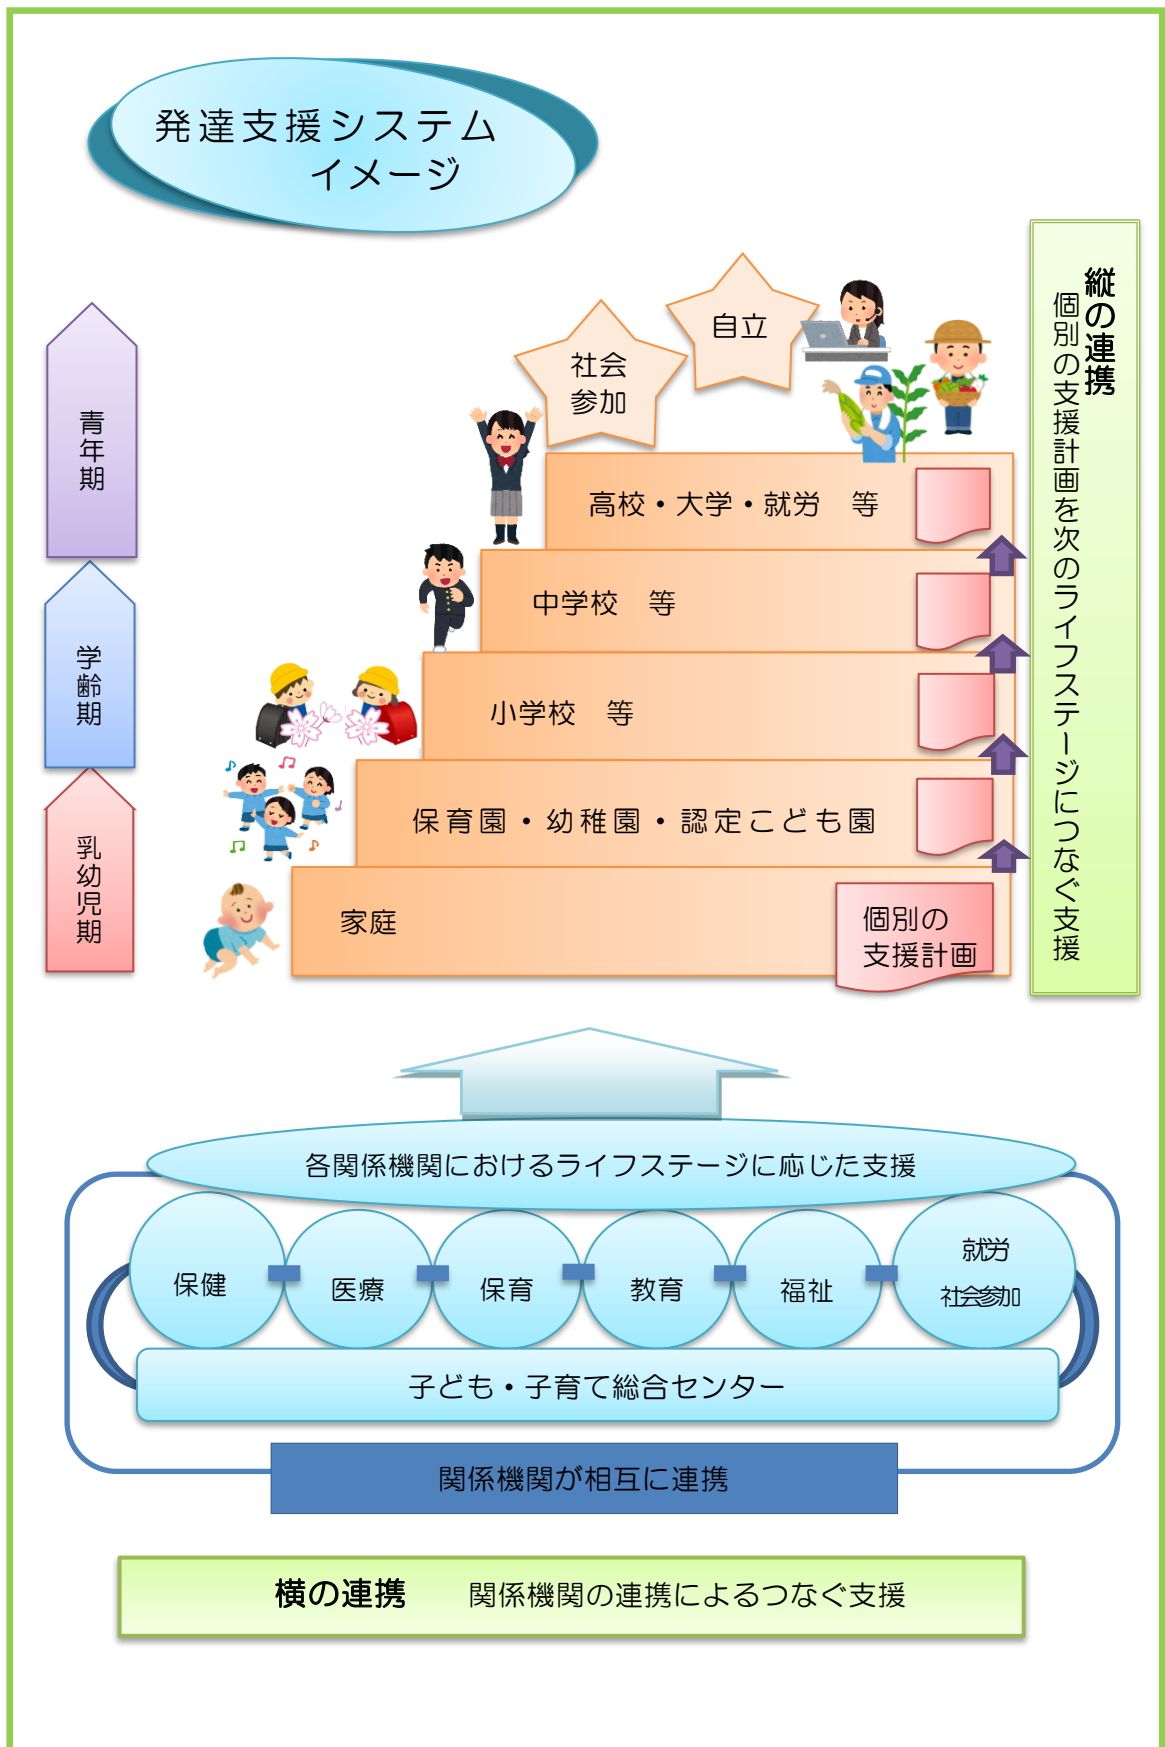 発達支援システム
イメージ
縦の連携
個別の支援計画を次のライフステージにつなぐ支援
自立
社会
参加
青年期
学齢期
乳幼児期
高校・大学・就労　等
中学校　等
小学校　等
保育園・幼稚園・認定こども園
家庭
個別の
支援計画
各関係機関におけるライフステージに応じた支援
保健
医療
保育
教育
福祉
就労
社会参加
子ども・子育て総合センター
関係機関が相互に連携
横の連携　　関係機関の連携によるつなぐ支援